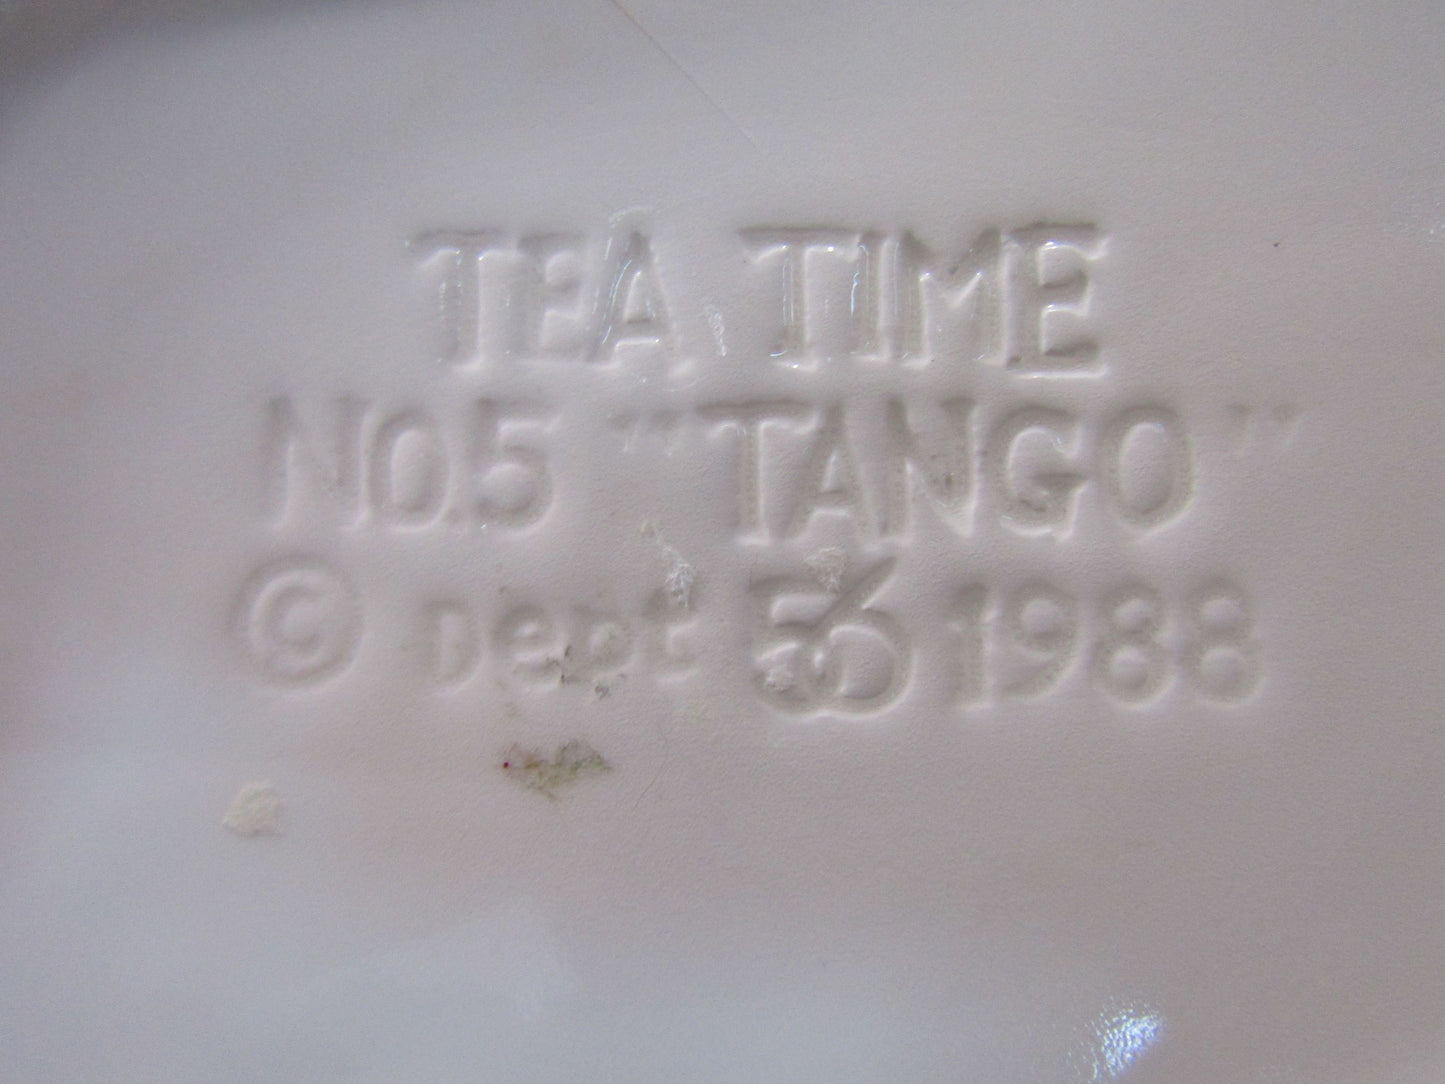 TEA TIME
NO.5 "TANGO"
© Dept 56 1988